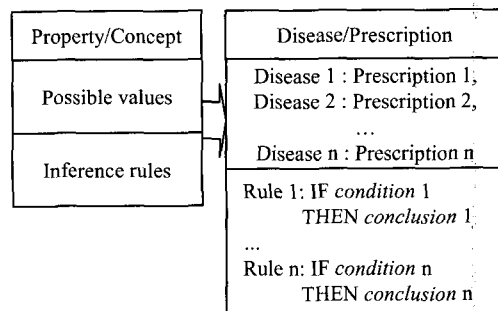 Property/Concept
Possible values
Inference rules
Disease/Prescription
Disease 1 : Prescription 1,
Disease 2 : Prescription 2,
...
Disease n : Prescription n
Rule 1: IF condition 1
THEN conclusion 1
...
Rule n: IF condition n
THEN conclusion n